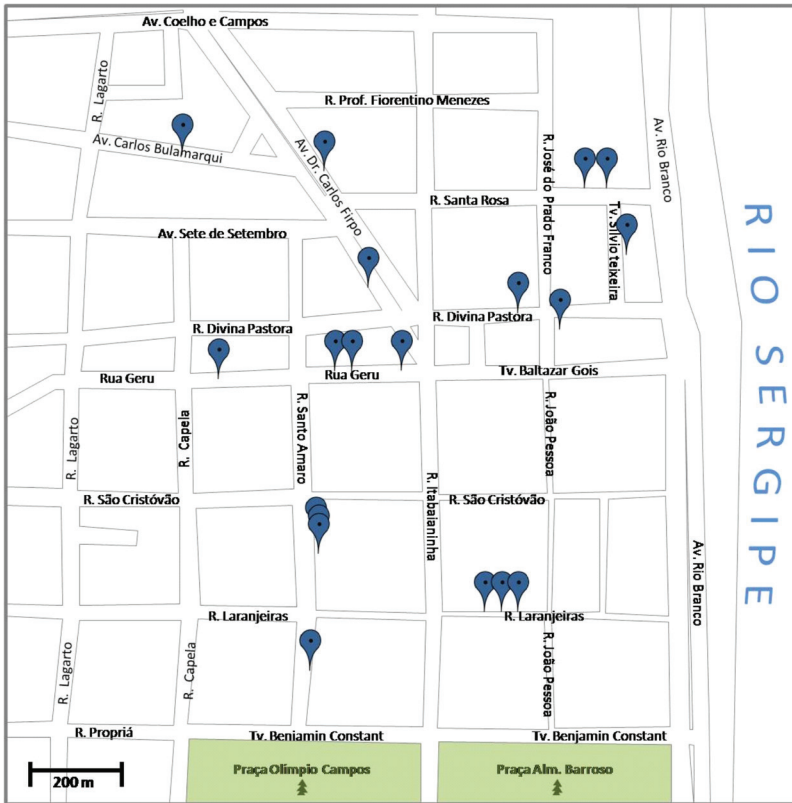 Av. Coelho e Campos
R. Lagarto
R. Prof. Fiorentino Menezes
Av. Carlos Bulamarqui
Av. Dr. Carlos Firpo
R. José do Prado Franco
Av. Rio Branco
R. Santa Rosa
Tv. Silvio teixeira
Av. Sete de Setembro
RIO SERGIPE
R. Divina Pastora
R. Divina Pastora
Rua Geru
Rua Geru
Tv. Baltazar Gois
R. Lagarto
R. Capela
R. Santo Amaro
R. João Pessoa
R. Itabaianinha
R. São Cristóvão
R. São Cristóvão
Av. Rio Branco
R. Laranjeiras
R. Laranjeiras
R. Lagarto
R. Capela
R. João Pessoa
R. Propriá
Tv. Benjamin Constant
Tv. Benjamin Constant
200 m
Praça Olimpio Campos
Praça Alm. Barroso